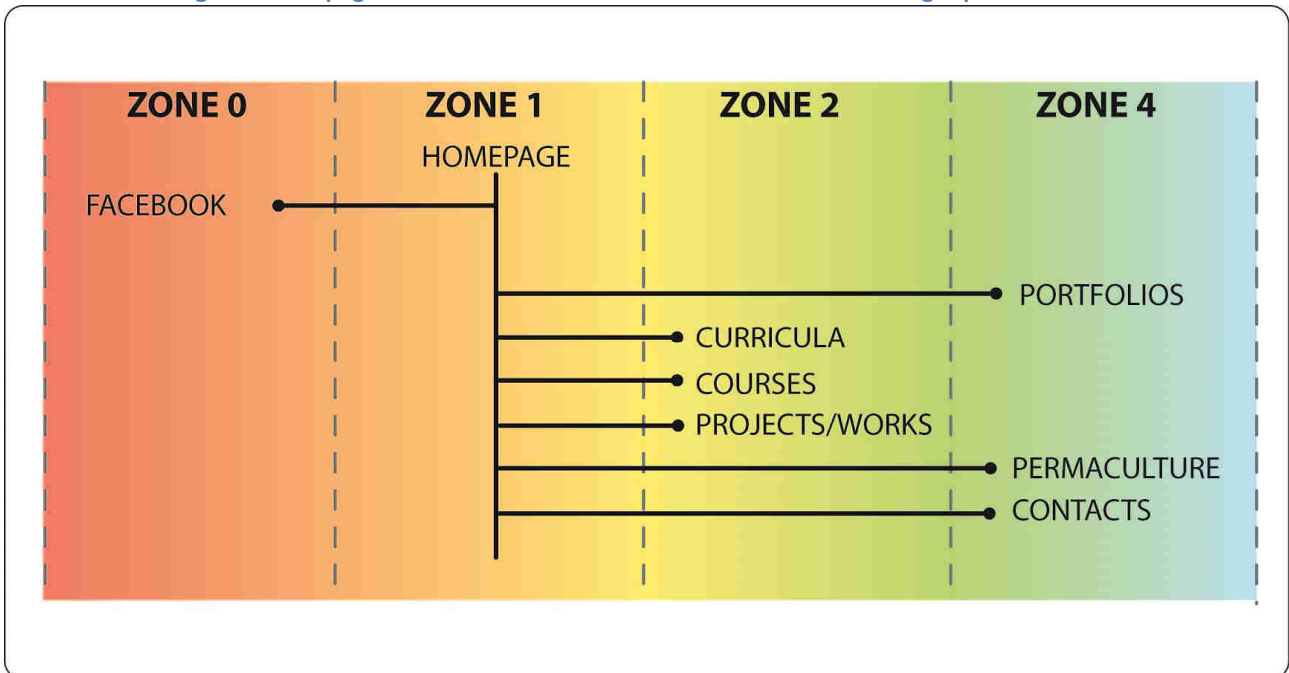 ZONE 0
ZONE 1
ZONE 2
ZONE 4
HOMEPAGE
FACEBOOK
PORTFOLIOS
CURRICULA
COURSES
PROJECTS/WORKS
PERMACULTURE
CONTACTS